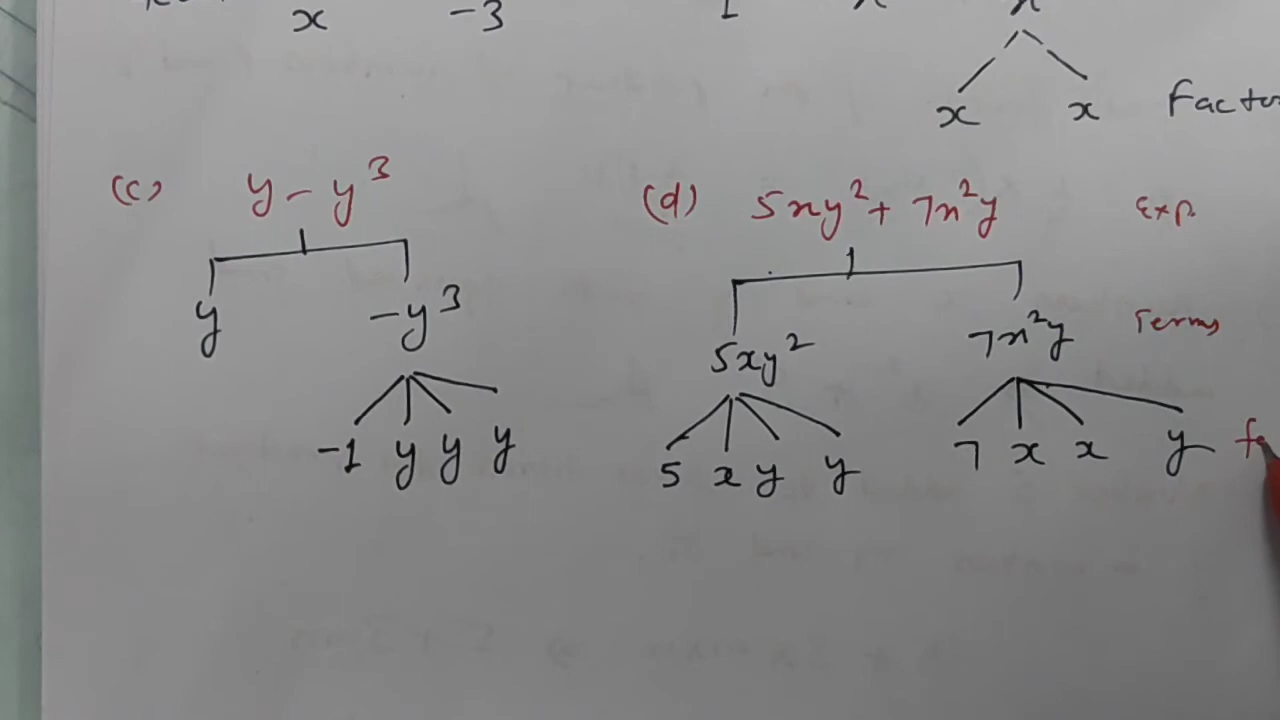 x -3 1
x x Factor
(c) y - y³ (d) 5xy² + 7x²y Exp
y -y³ 5xy² 7x²y Terms
-1 y y y 5 x y y 7 x x y